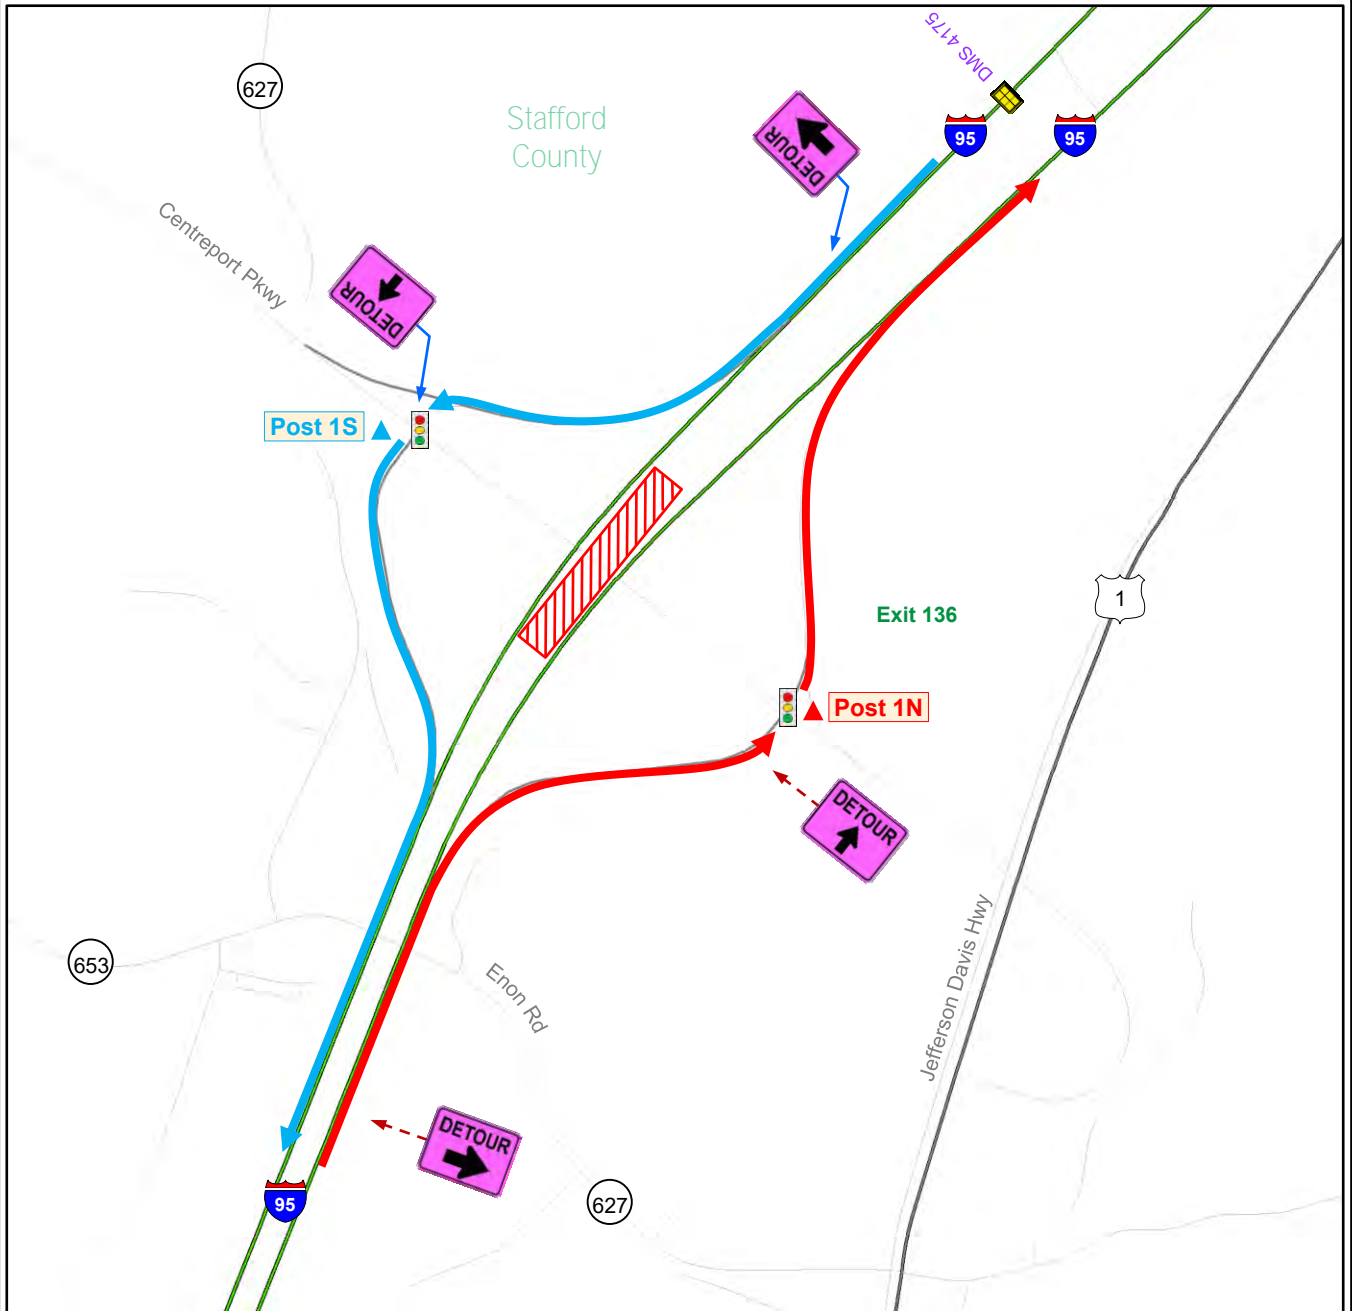 DMS 4175
627
Stafford
County
95
95
DETOUR
Centreport Pkwy
DETOUR
Post 1S
1
Exit 136
Post 1N
DETOUR
Jefferson Davis Hwy
653
Enon Rd
DETOUR
95
627